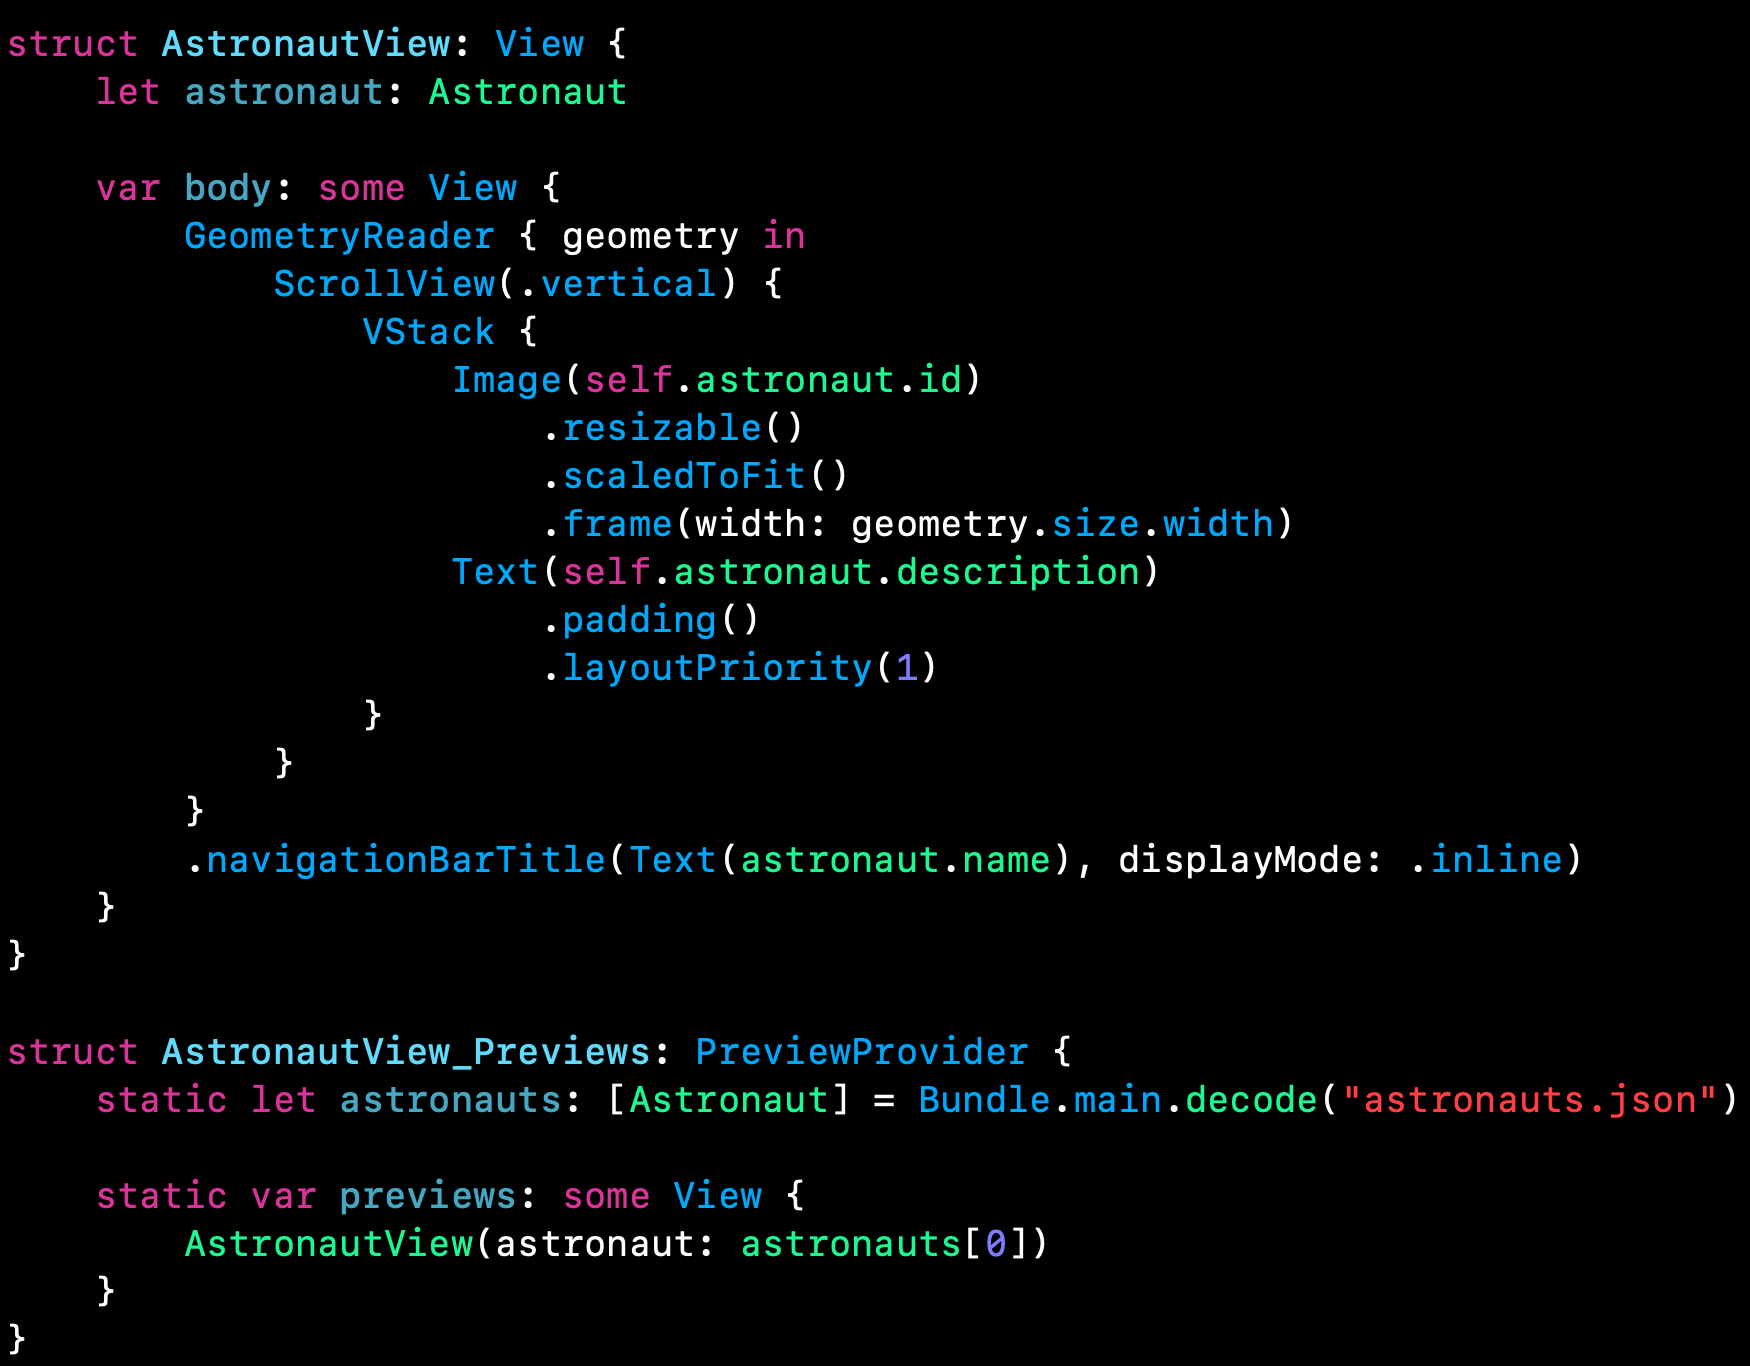 struct AstronautView: View {
    let astronaut: Astronaut

    var body: some View {
        GeometryReader { geometry in
            ScrollView(.vertical) {
                VStack {
                    Image(self.astronaut.id)
                        .resizable()
                        .scaledToFit()
                        .frame(width: geometry.size.width)
                    Text(self.astronaut.description)
                        .padding()
                        .layoutPriority(1)
                }
            }
        }
        .navigationBarTitle(Text(astronaut.name), displayMode: .inline)
    }
}

struct AstronautView_Previews: PreviewProvider {
    static let astronauts: [Astronaut] = Bundle.main.decode("astronauts.json")

    static var previews: some View {
        AstronautView(astronaut: astronauts[0])
    }
}